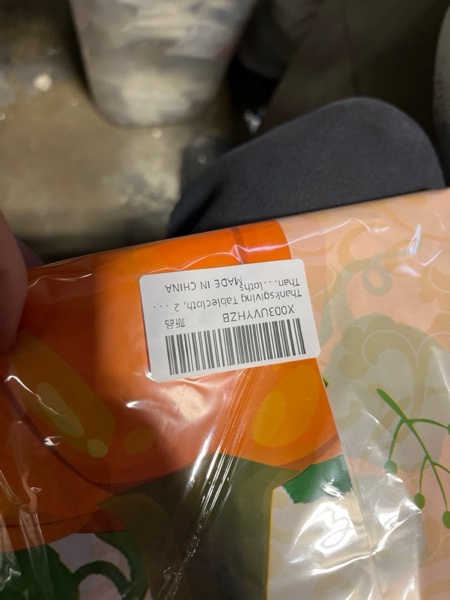 X003UVYHZB
Thanksgiving Tablecloth, 2 ...
Than....loths
新品
MADE IN CHINA